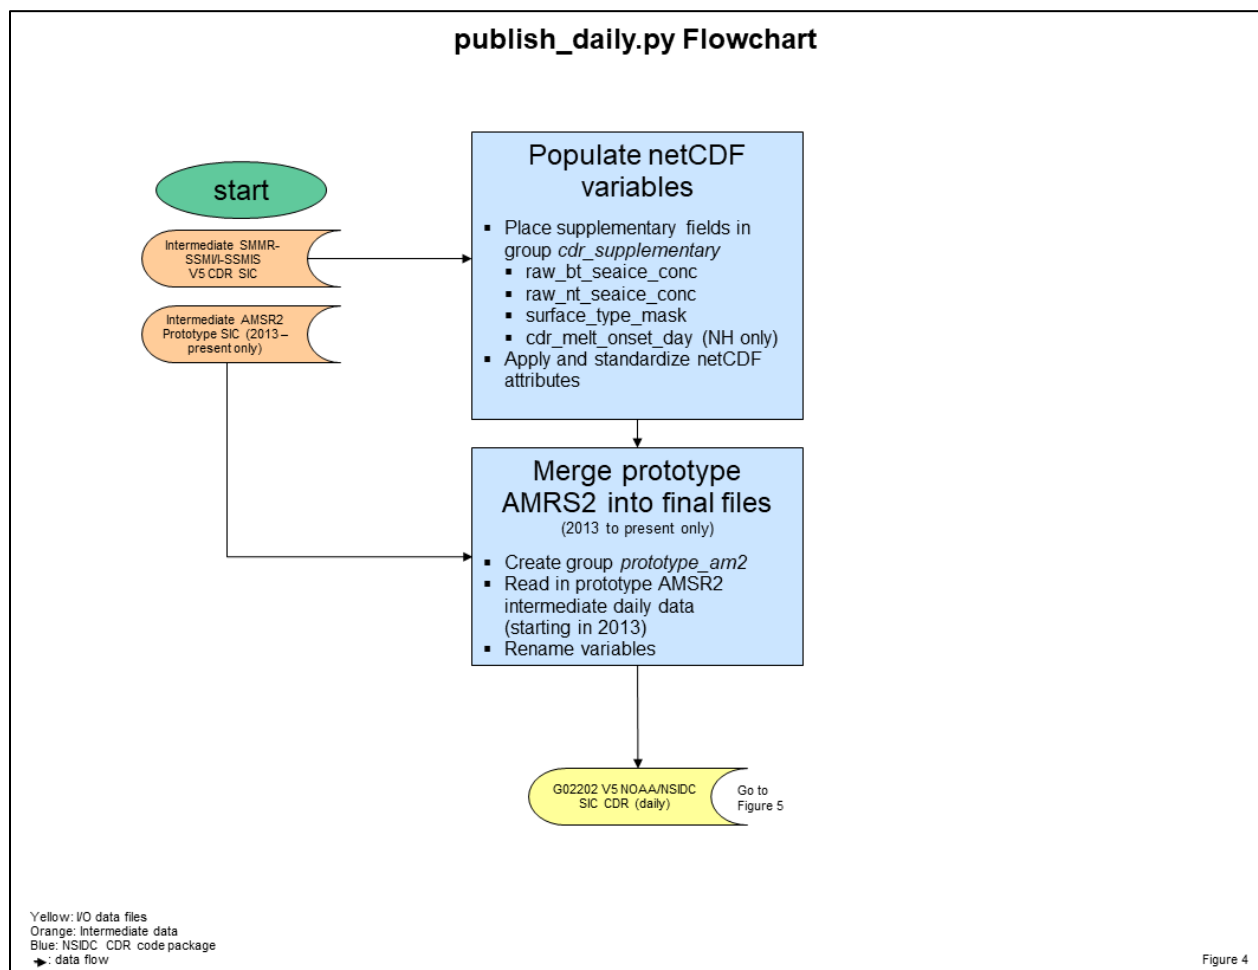 publish_daily.py Flowchart
start
Intermediate SMMR-
SSMI/I-SSMIS
V5 CDR SIC
Intermediate AMSR2
Prototype SIC (2013 –
present only)
Populate netCDF
variables
▪ Place supplementary fields in
group cdr_supplementary
▪ raw_bt_seaice_conc
▪ raw_nt_seaice_conc
▪ surface_type_mask
▪ cdr_melt_onset_day (NH only)
▪ Apply and standardize netCDF
attributes
Merge prototype
AMRS2 into final files
(2013 to present only)
▪ Create group prototype_am2
▪ Read in prototype AMSR2
intermediate daily data
(starting in 2013)
▪ Rename variables
G02202 V5 NOAA/NSIDC
SIC CDR (daily)
Go to
Figure 5
Yellow: I/O data files
Orange: Intermediate data
Blue: NSIDC CDR code package
: data flow
Figure 4